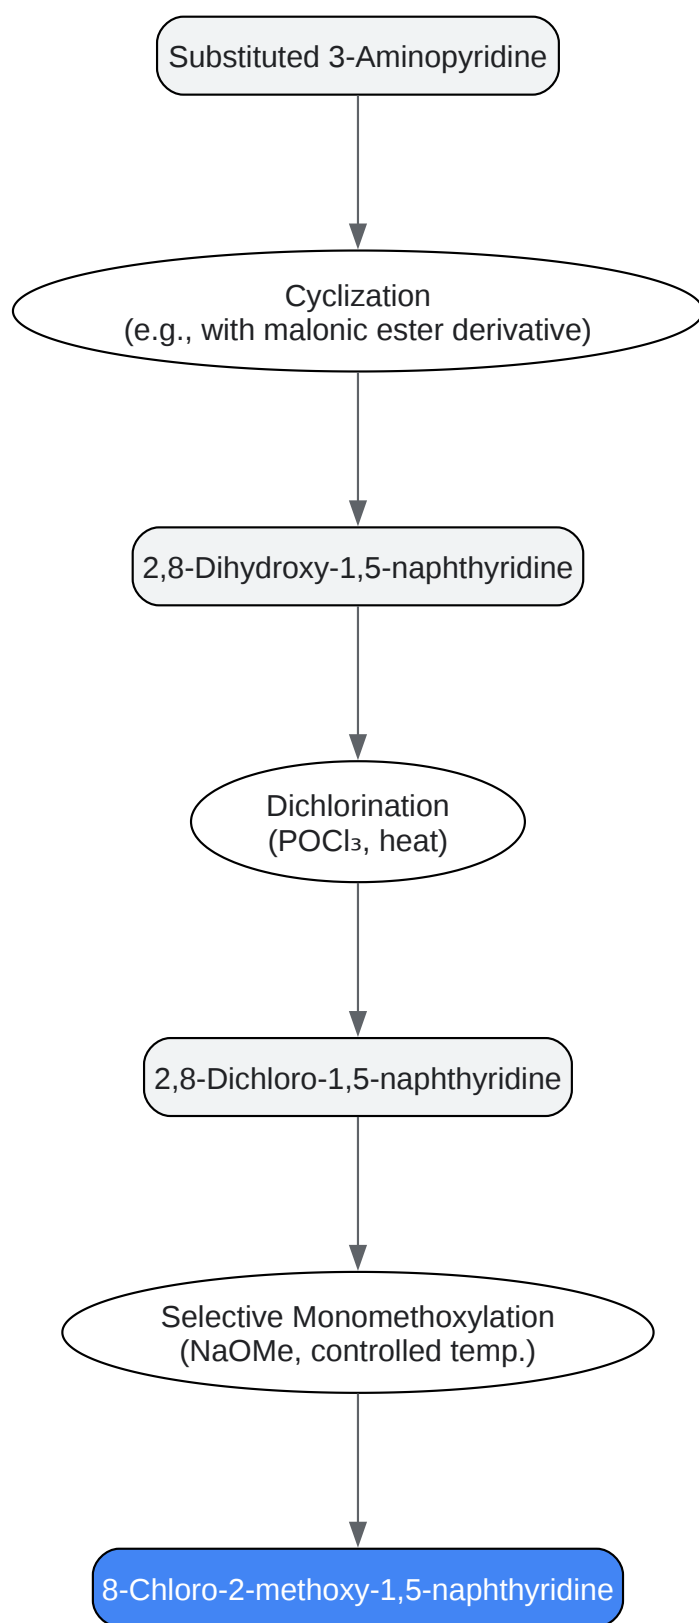 Substituted 3-Aminopyridine
Cyclization
(e.g., with malonic ester derivative)
2,8-Dihydroxy-1,5-naphthyridine
Dichlorination
(POCl₃, heat)
2,8-Dichloro-1,5-naphthyridine
Selective Monomethoxylation
(NaOMe, controlled temp.)
8-Chloro-2-methoxy-1,5-naphthyridine